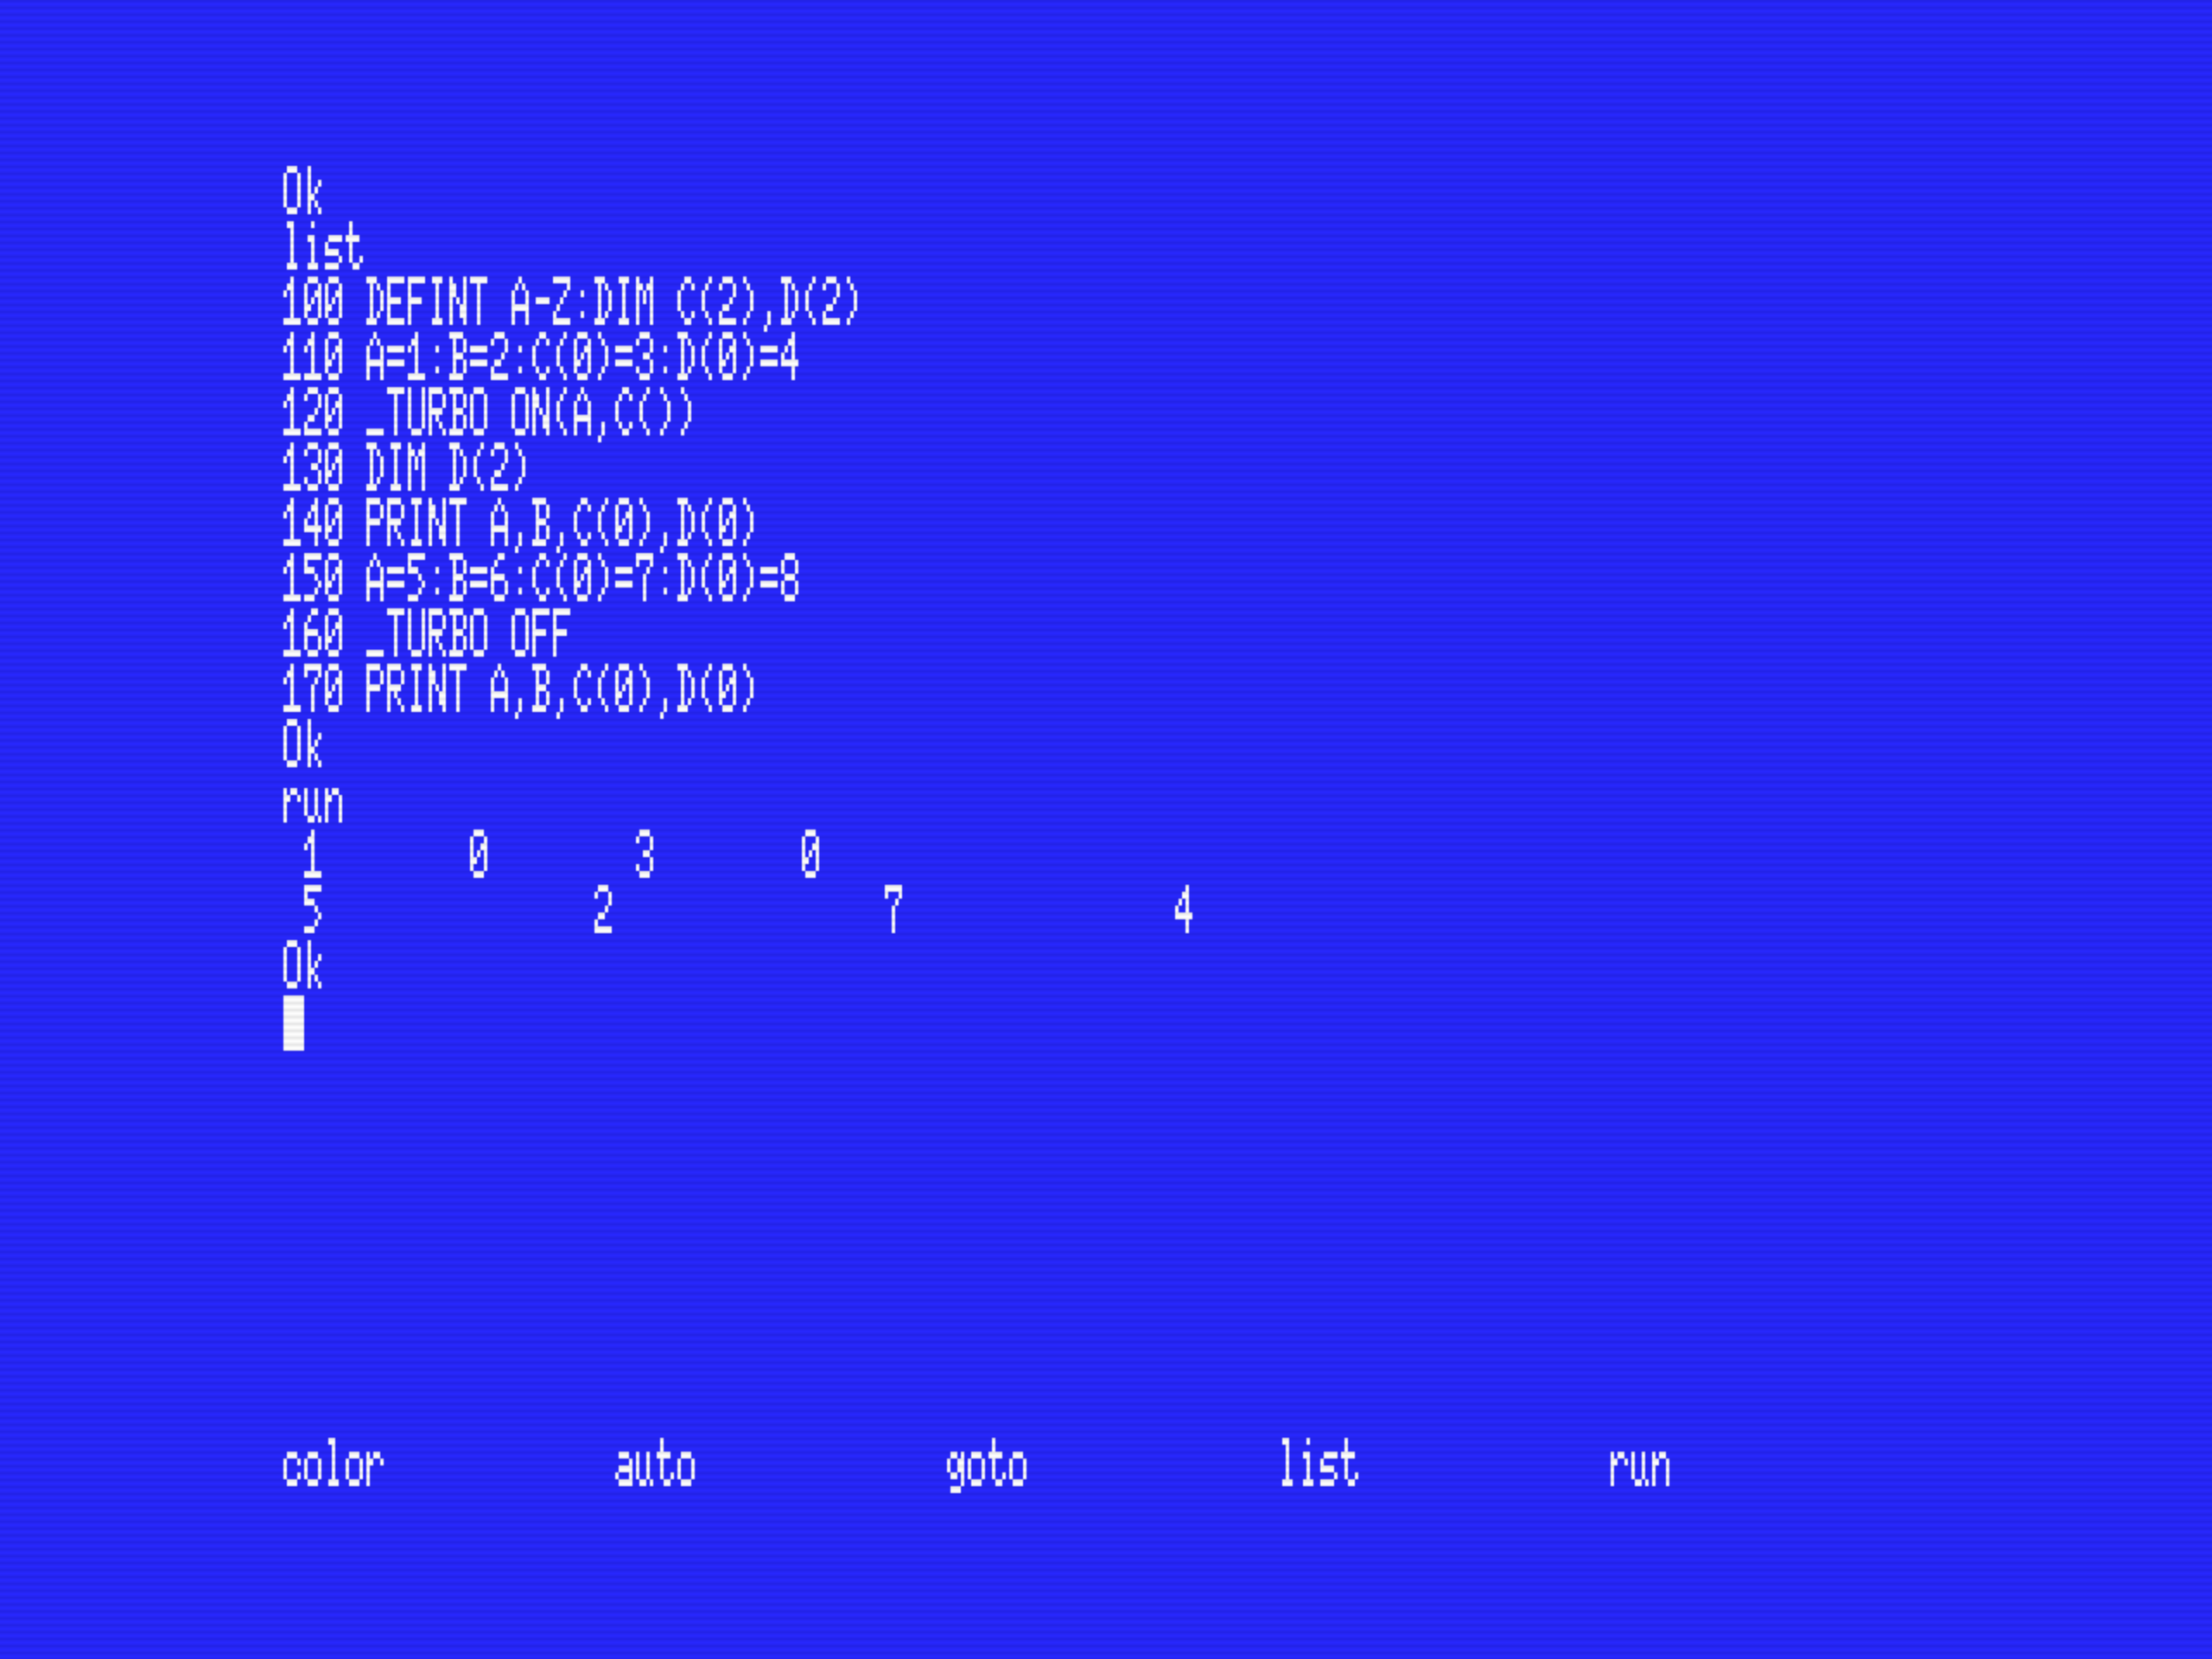 Ok
list
100 DEFINT A-Z:DIM C(2),D(2)
110 A=1:B=2:C(0)=3:D(0)=4
120 _TURBO ON(A,C())
130 DIM D(2)
140 PRINT A,B,C(0),D(0)
150 A=5:B=6:C(0)=7:D(0)=8
160 _TURBO OFF
170 PRINT A,B,C(0),D(0)
Ok
run
1 0 3 0
5 2 7 4
Ok
color auto goto list run